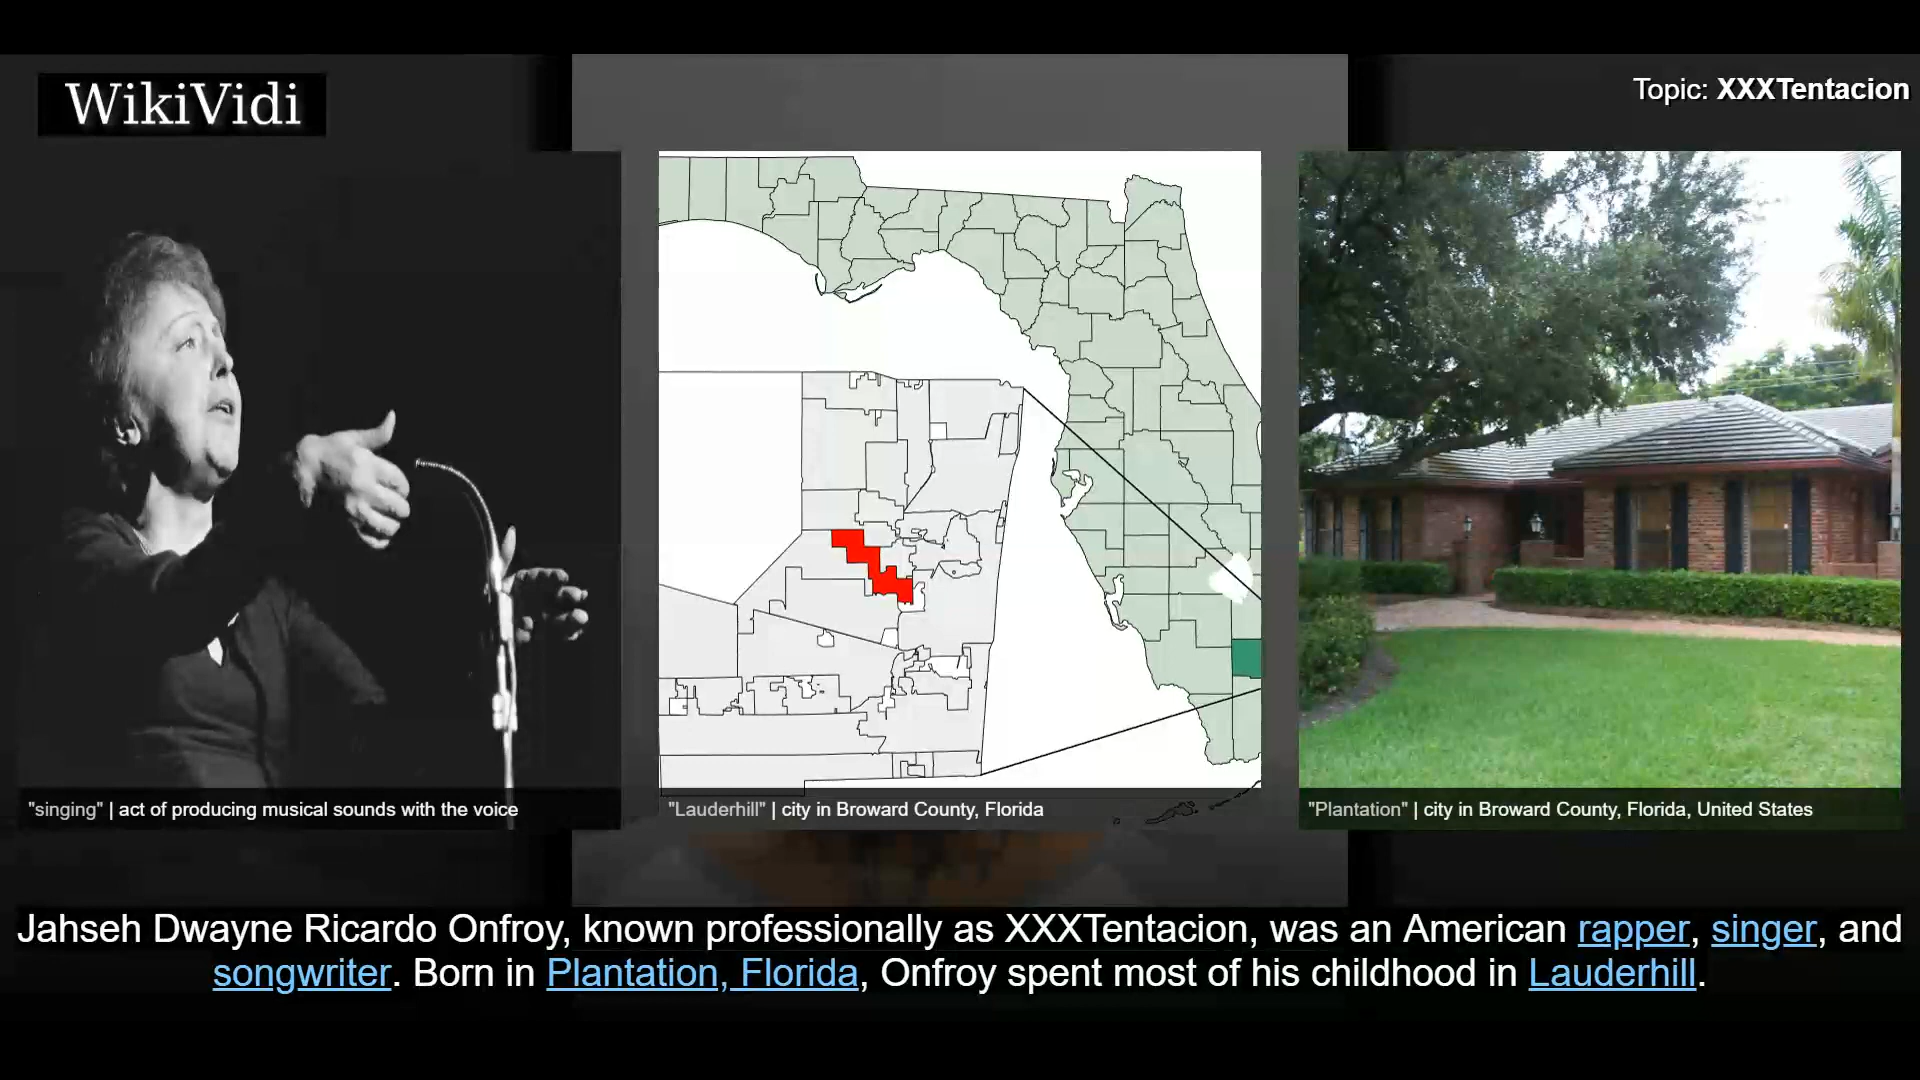 WikiVidi
Topic: XXXTentacion
"singing" | act of producing musical sounds with the voice
"Lauderhill" | city in Broward County, Florida
"Plantation" | city in Broward County, Florida, United States
Jahseh Dwayne Ricardo Onfroy, known professionally as XXXTentacion, was an American rapper, singer, and
songwriter. Born in Plantation, Florida, Onfroy spent most of his childhood in Lauderhill.